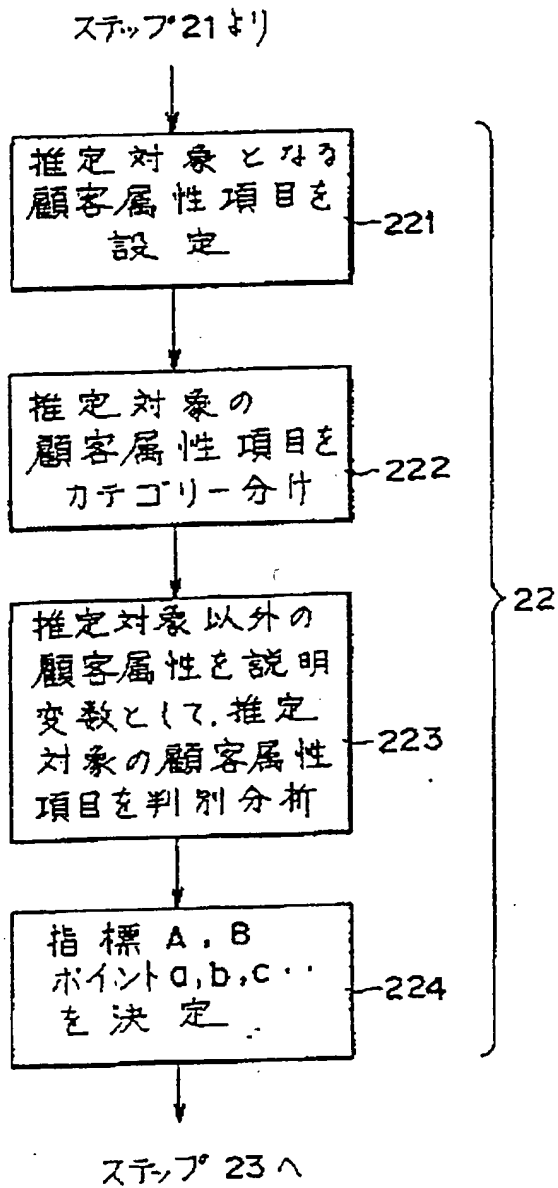 ステップ21より
推定対象となる
顧客属性項目を
設定
221
推定対象の
顧客属性項目を
カテゴリー分け
222
推定対象以外の
顧客属性を説明
変数として、推定
対象の顧客属性
項目を判別分析
223
指標A、B
ポイントa,b,c‥
を決定
224
22
ステップ23へ